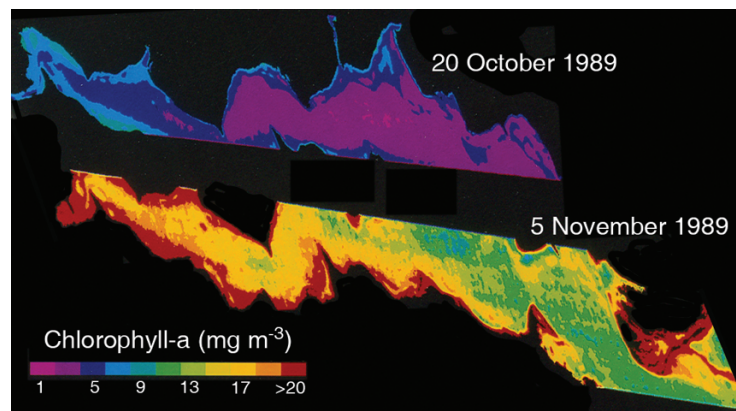 20 October 1989
5 November 1989
Chlorophyll-a (mg m-3)
1 5 9 13 17 >20